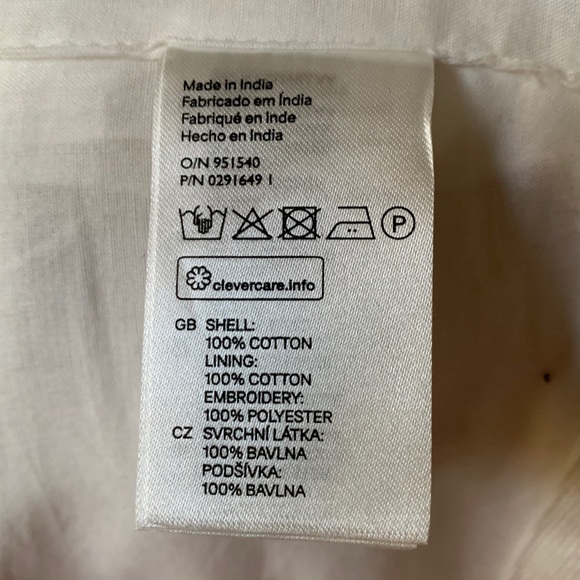 Made in India
Fabricado em Índia
Fabriqué en Inde
Hecho en India
O/N 951540
P/N 0291649 1
P
clevercare.info
GB SHELL:
100% COTTON
LINING:
100% COTTON
EMBROIDERY:
100% POLYESTER
CZ SVRCHNÍ LÁTKA:
100% BAVLNA
PODŠÍVKA:
100% BAVLNA